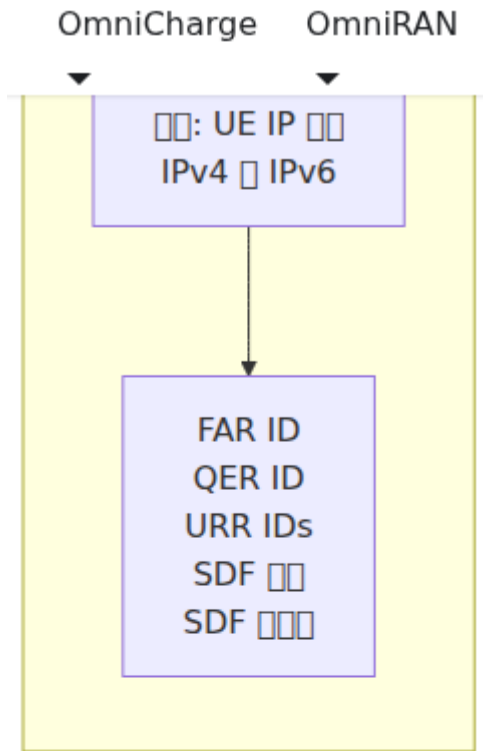 OmniCharge OmniRAN
: UE IP
IPv4 IPv6
FAR ID
QER ID
URR IDs
SDF
SDF